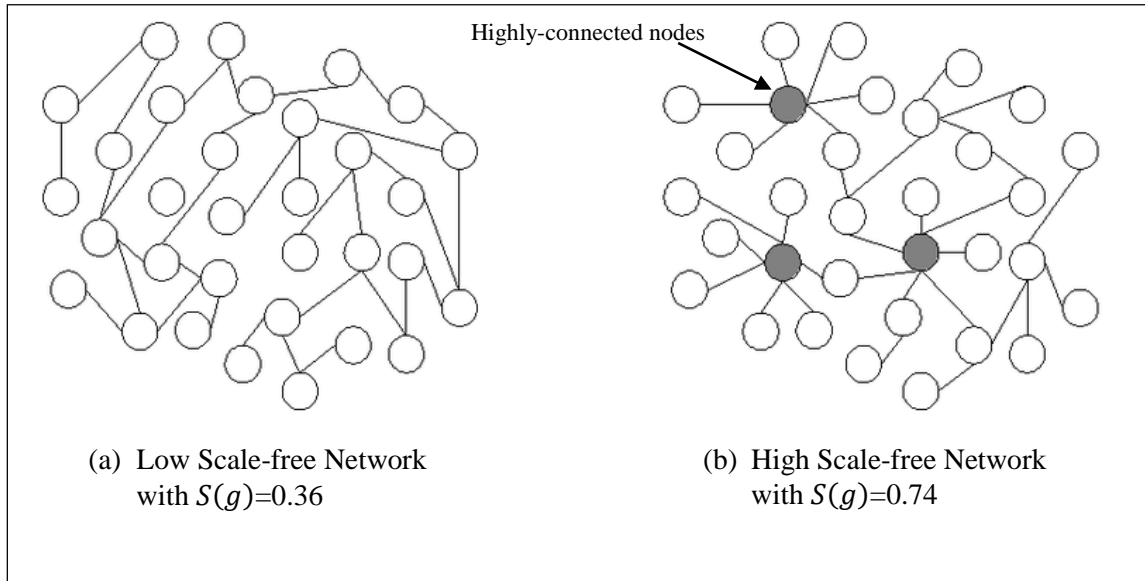 Highly-connected nodes
(a) Low Scale-free Network
with S(g)=0.36
(b) High Scale-free Network
with S(g)=0.74